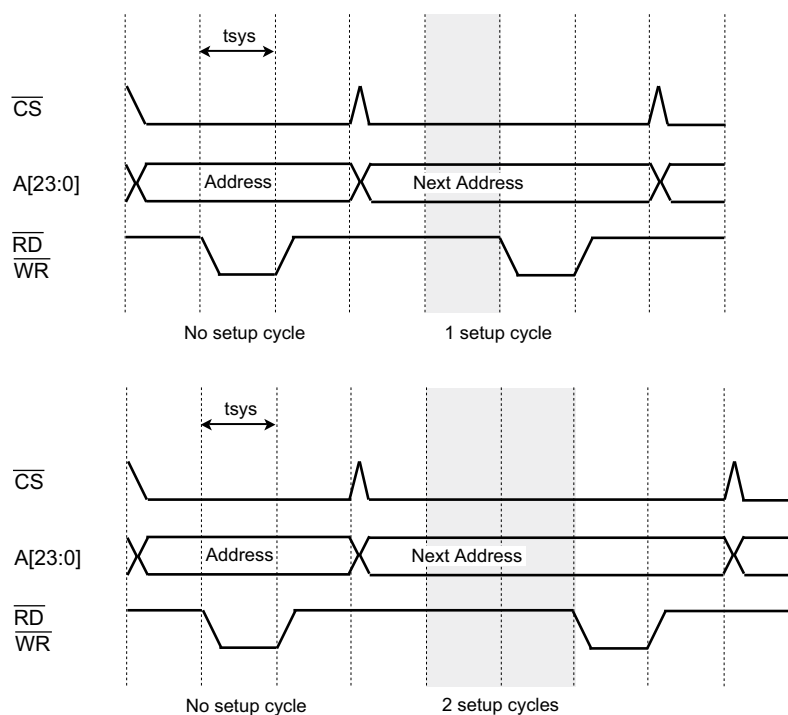 tsys
CS
A[23:0] Address Next Address
RD
WR
No setup cycle 1 setup cycle
tsys
CS
A[23:0] Address Next Address
RD
WR
No setup cycle 2 setup cycles